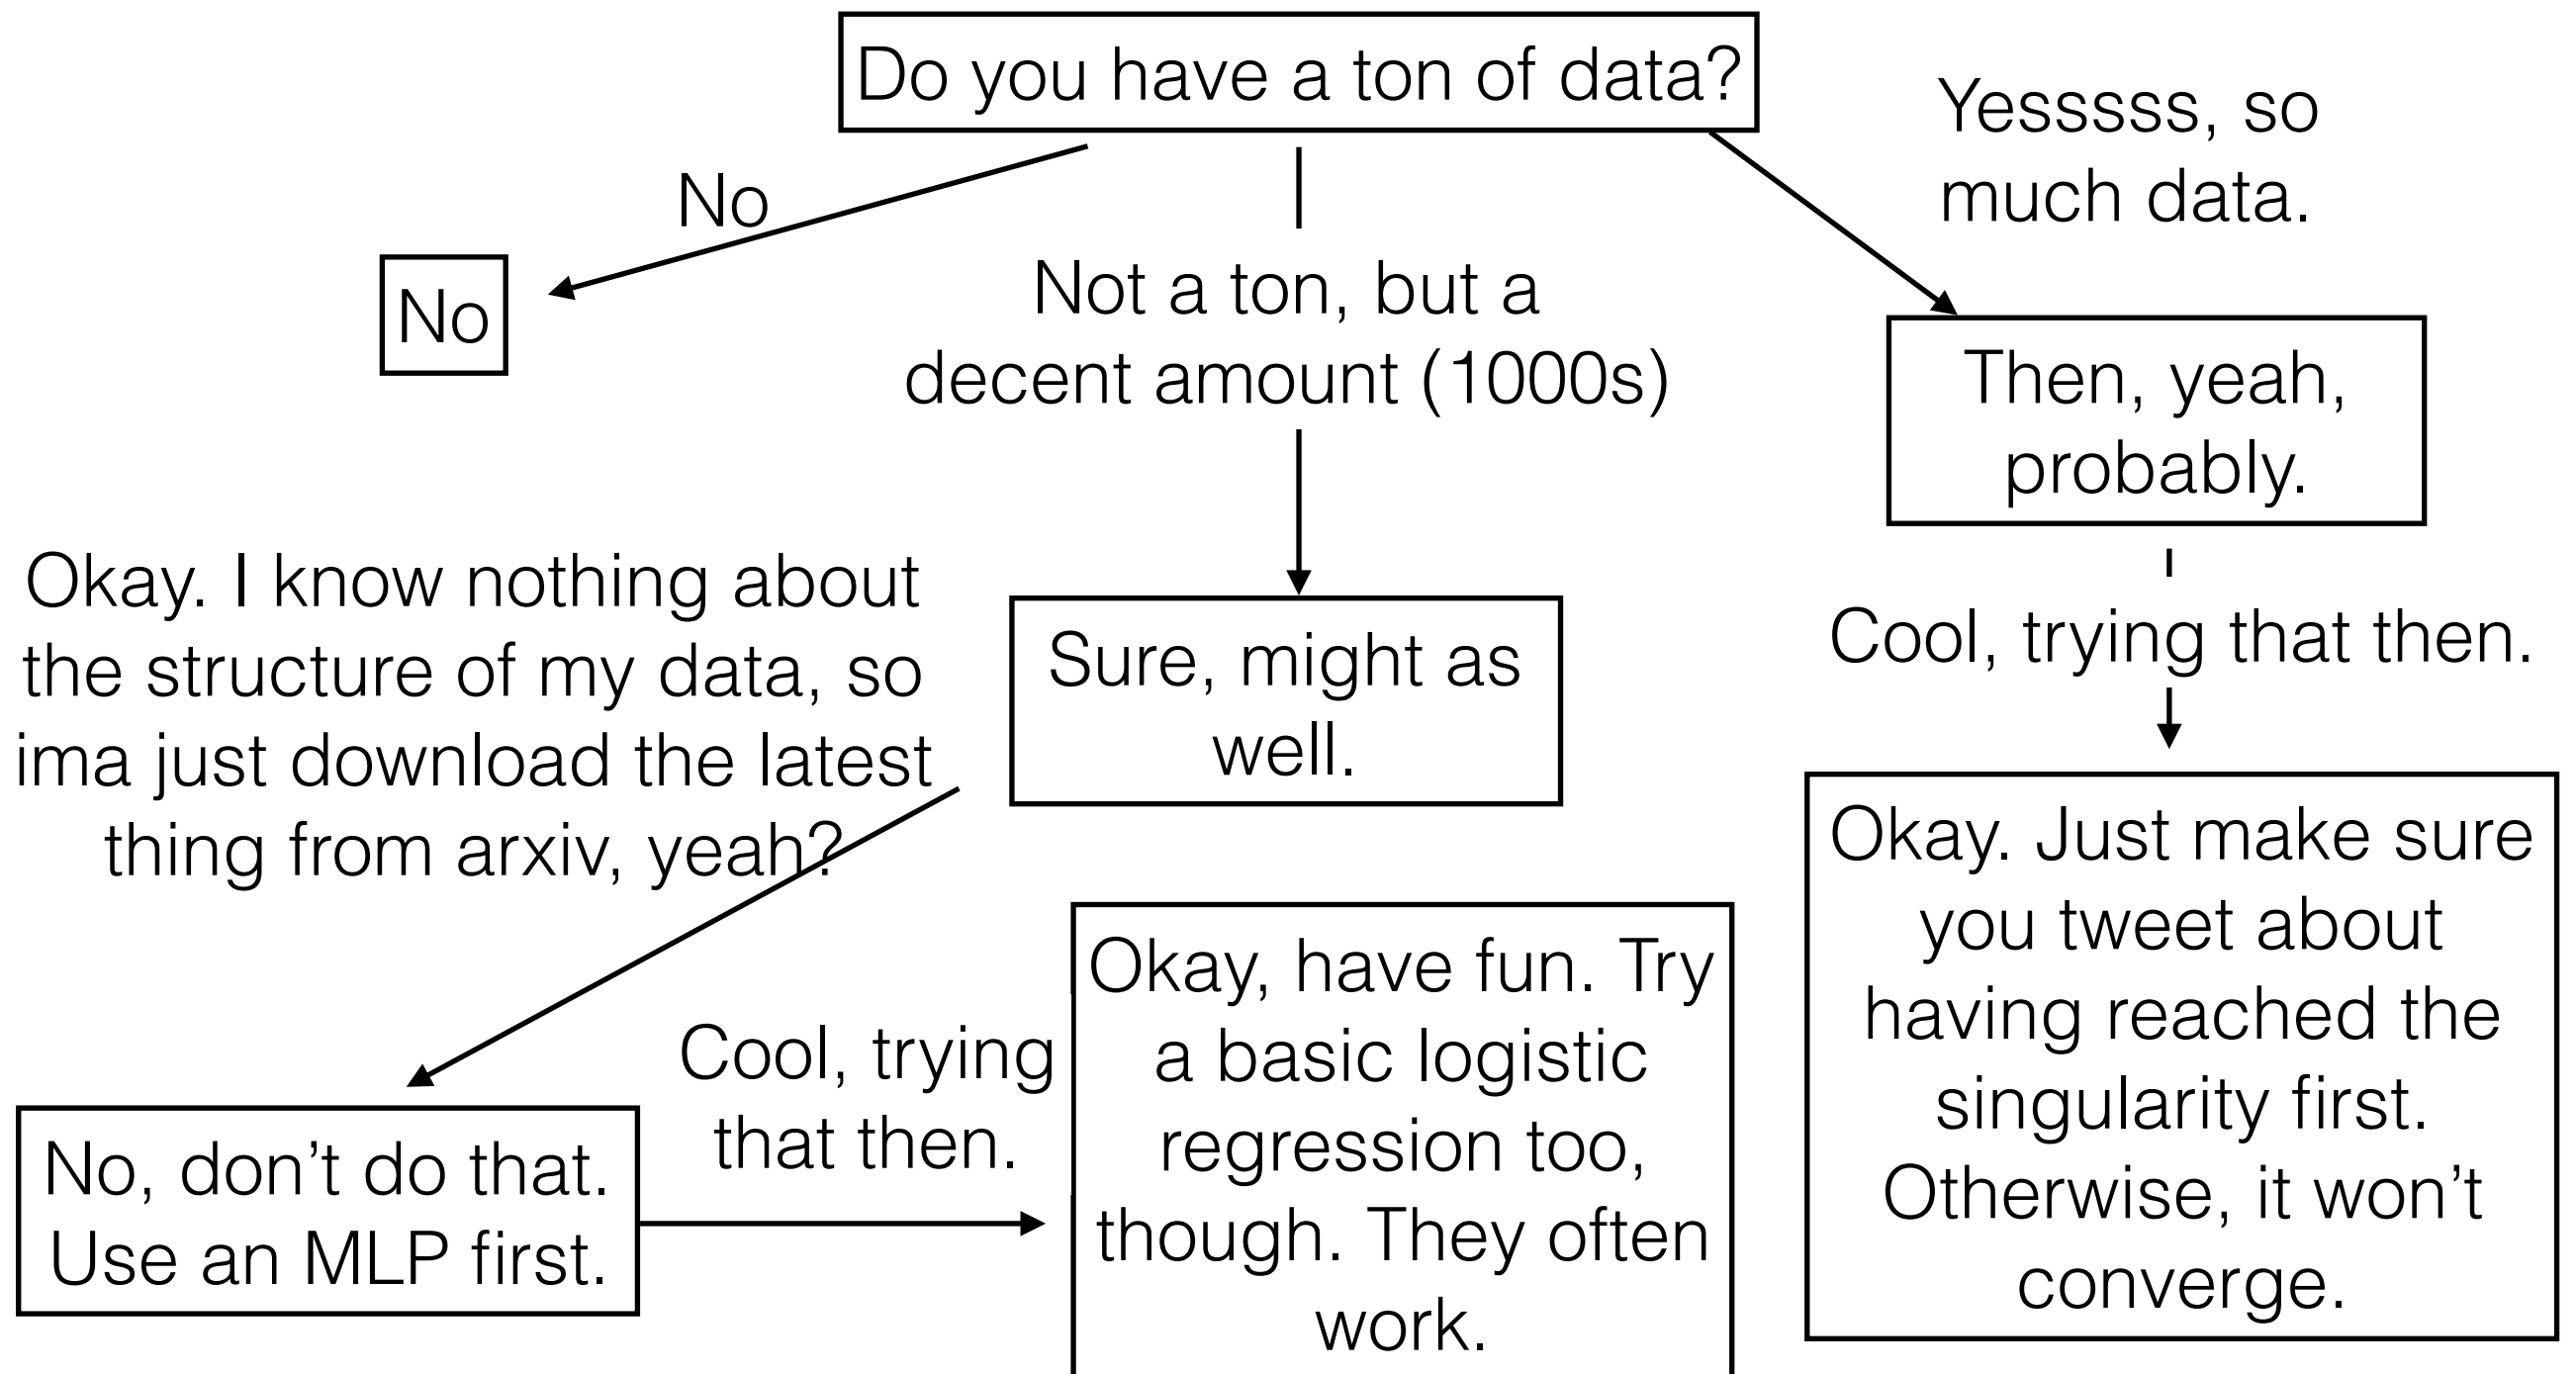 Do you have a ton of data?
No
No
Not a ton, but a
decent amount (1000s)
Yesssss, so
much data.
Then, yeah,
probably.
Cool, trying that then.
Okay. Just make sure
you tweet about
having reached the
singularity first.
Otherwise, it won’t
converge.
Sure, might as
well.
Okay. I know nothing about
the structure of my data, so
ima just download the latest
thing from arxiv, yeah?
No, don’t do that.
Use an MLP first.
Cool, trying
that then.
Okay, have fun. Try
a basic logistic
regression too,
though. They often
work.